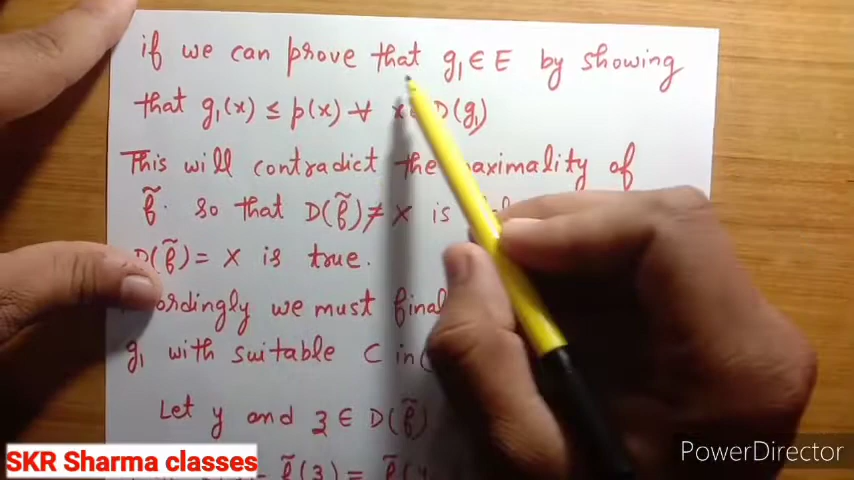 if we can prove that g₁ ∈ E by showing
that g₁(x) ≤ p(x) ∀ x ∈ D(g₁)
This will contradict the maximality of
f̃. so that D(f̃) ≠ X is
D(f̃) = X is true.
we must
g₁ with suitable C in
Let y and z ∈ D(f̃)
f̃(z) =
SKR Sharma classes
PowerDirector